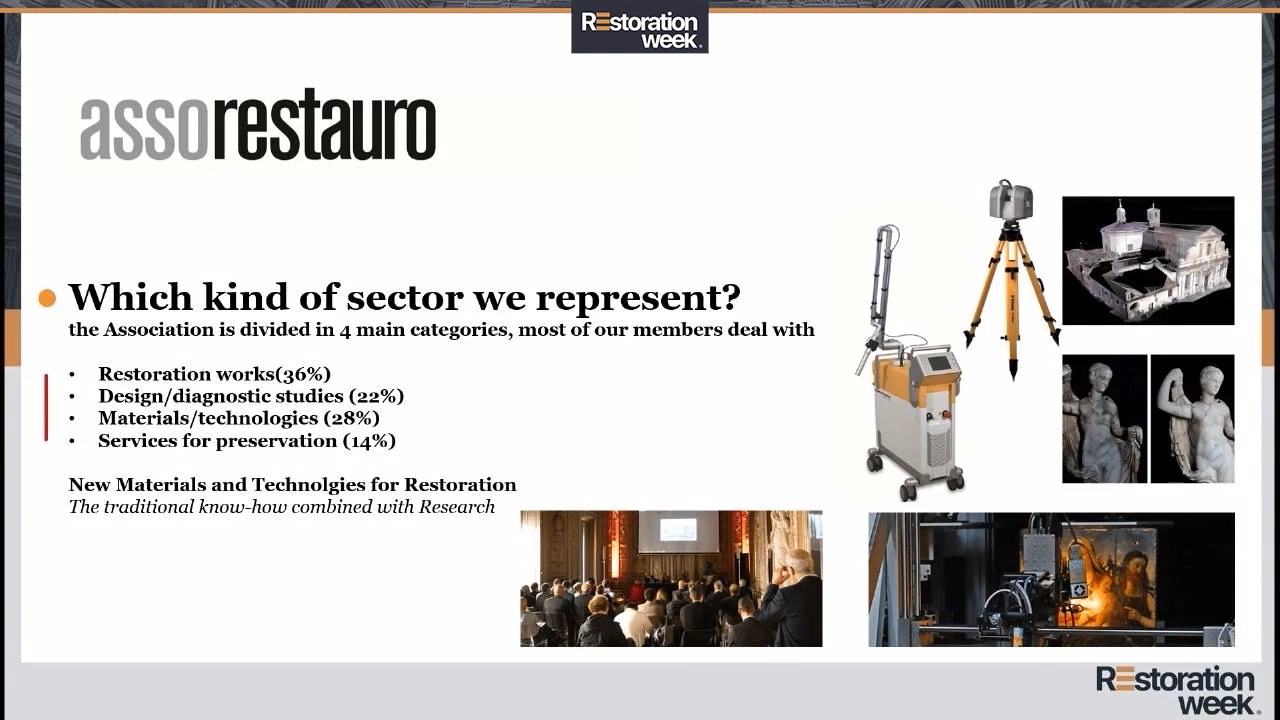 REstoration
week.
assorestauro
Which kind of sector we represent?
the Association is divided in 4 main categories, most of our members deal with
• Restoration works(36%)
• Design/diagnostic studies (22%)
• Materials/technologies (28%)
• Services for preservation (14%)
New Materials and Technolgies for Restoration
The traditional know-how combined with Research
REstoration
week.